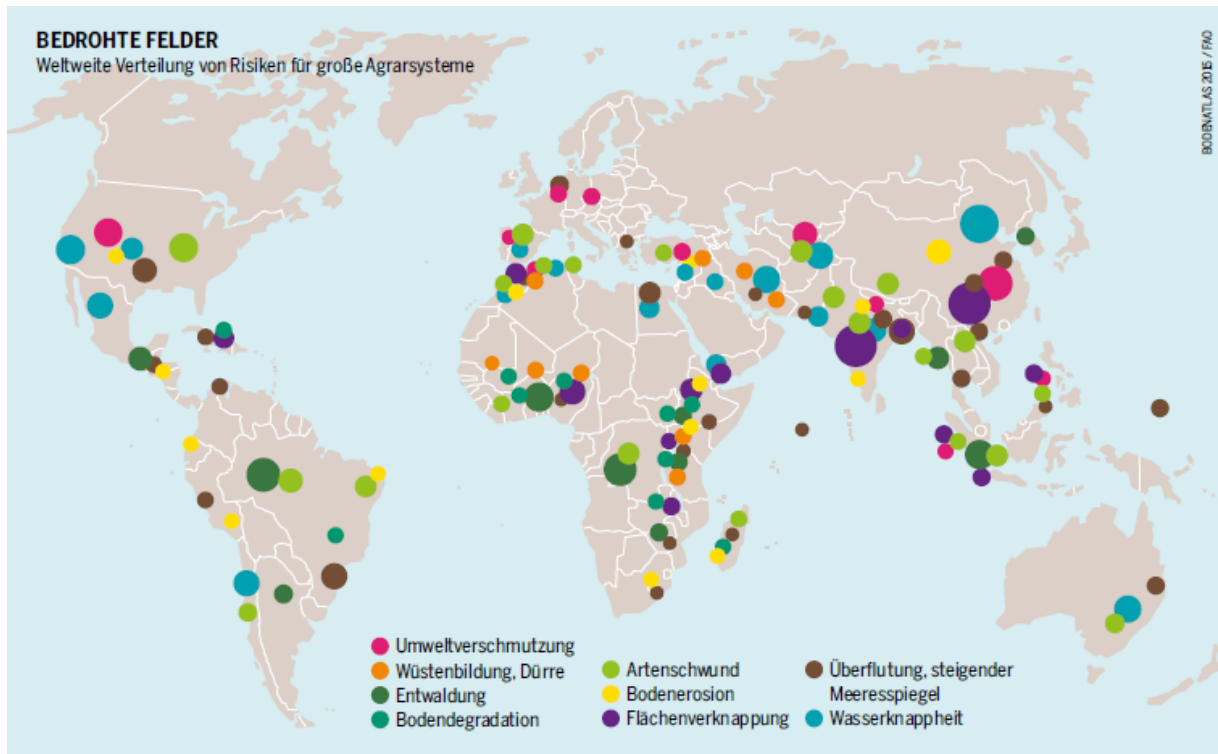 BEDROHTE FELDER
Weltweite Verteilung von Risiken für große Agrarsysteme
BODENATLAS 2015 / FAO
Umweltverschmutzung
Wüstenbildung, Dürre
Entwaldung
Bodendegradation
Artenschwund
Bodenerosion
Flächenverknappung
Überflutung, steigender
Meeresspiegel
Wasserknappheit